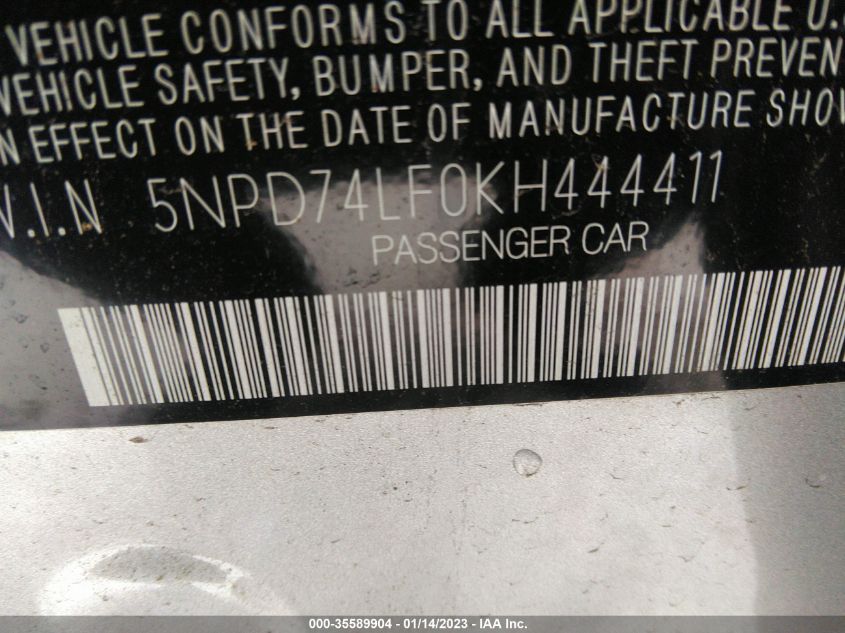 VEHICLE CONFORMS TO ALL APPLICABLE U.S
VEHICLE SAFETY, BUMPER, AND THEFT PREVEN
N EFFECT ON THE DATE OF MANUFACTURE SHOW
V.I.N 5NPD74LF0KH444411
PASSENGER CAR
000-35589904 - 01/14/2023 - IAA Inc.